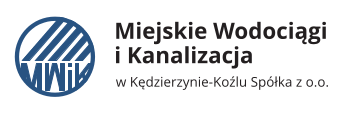 MWiK
Miejskie Wodociągi
i Kanalizacja
w Kędzierzynie-Koźlu Spółka z o.o.